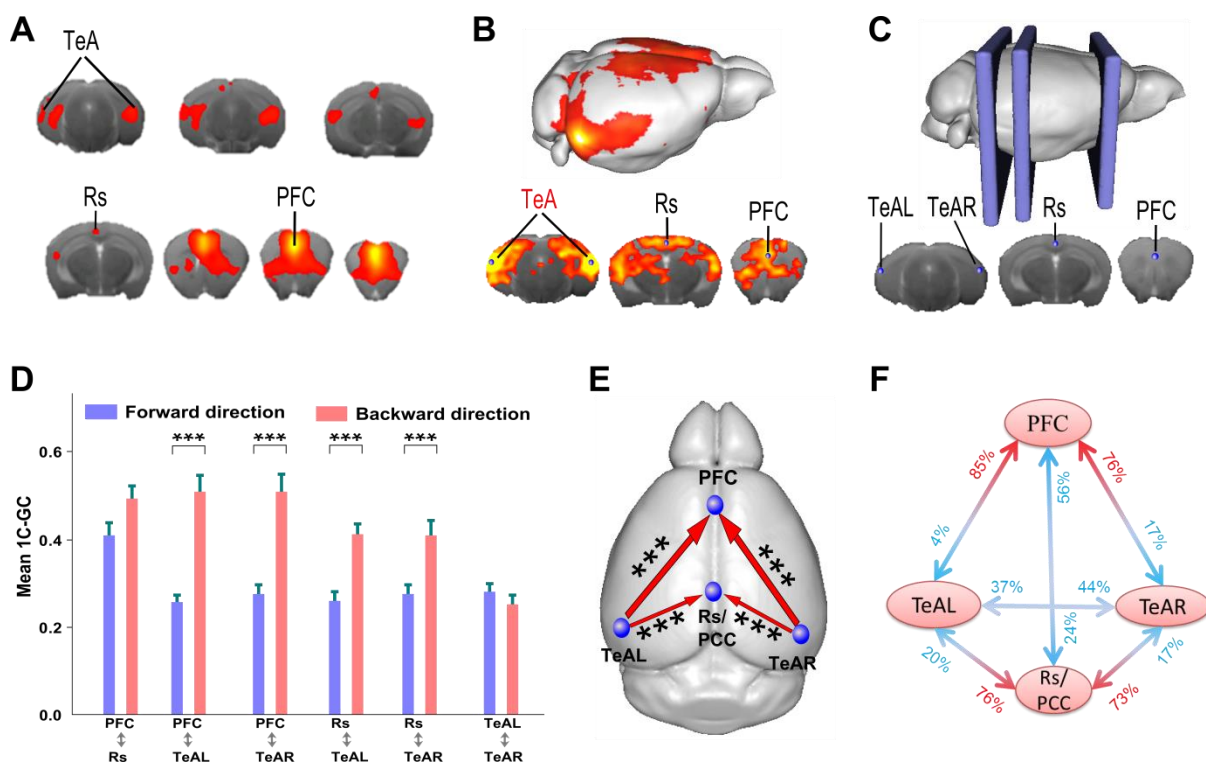 A
TeA
Rs
PFC
B
TeA
Rs
PFC
C
TeAL
TeAR
Rs
PFC
D
Forward direction
Backward direction
Mean 1C-GC
0.6
0.4
0.2
0.0
***
***
***
***
PFC
Rs
PFC
TeAL
PFC
TeAR
Rs
TeAL
Rs
TeAR
TeAL
TeAR
E
PFC
***
***
***
***
Rs/
PCC
TeAL
TeAR
F
PFC
85%
56%
76%
4%
17%
TeAL
37%
44%
TeAR
24%
20%
17%
76%
73%
Rs/
PCC